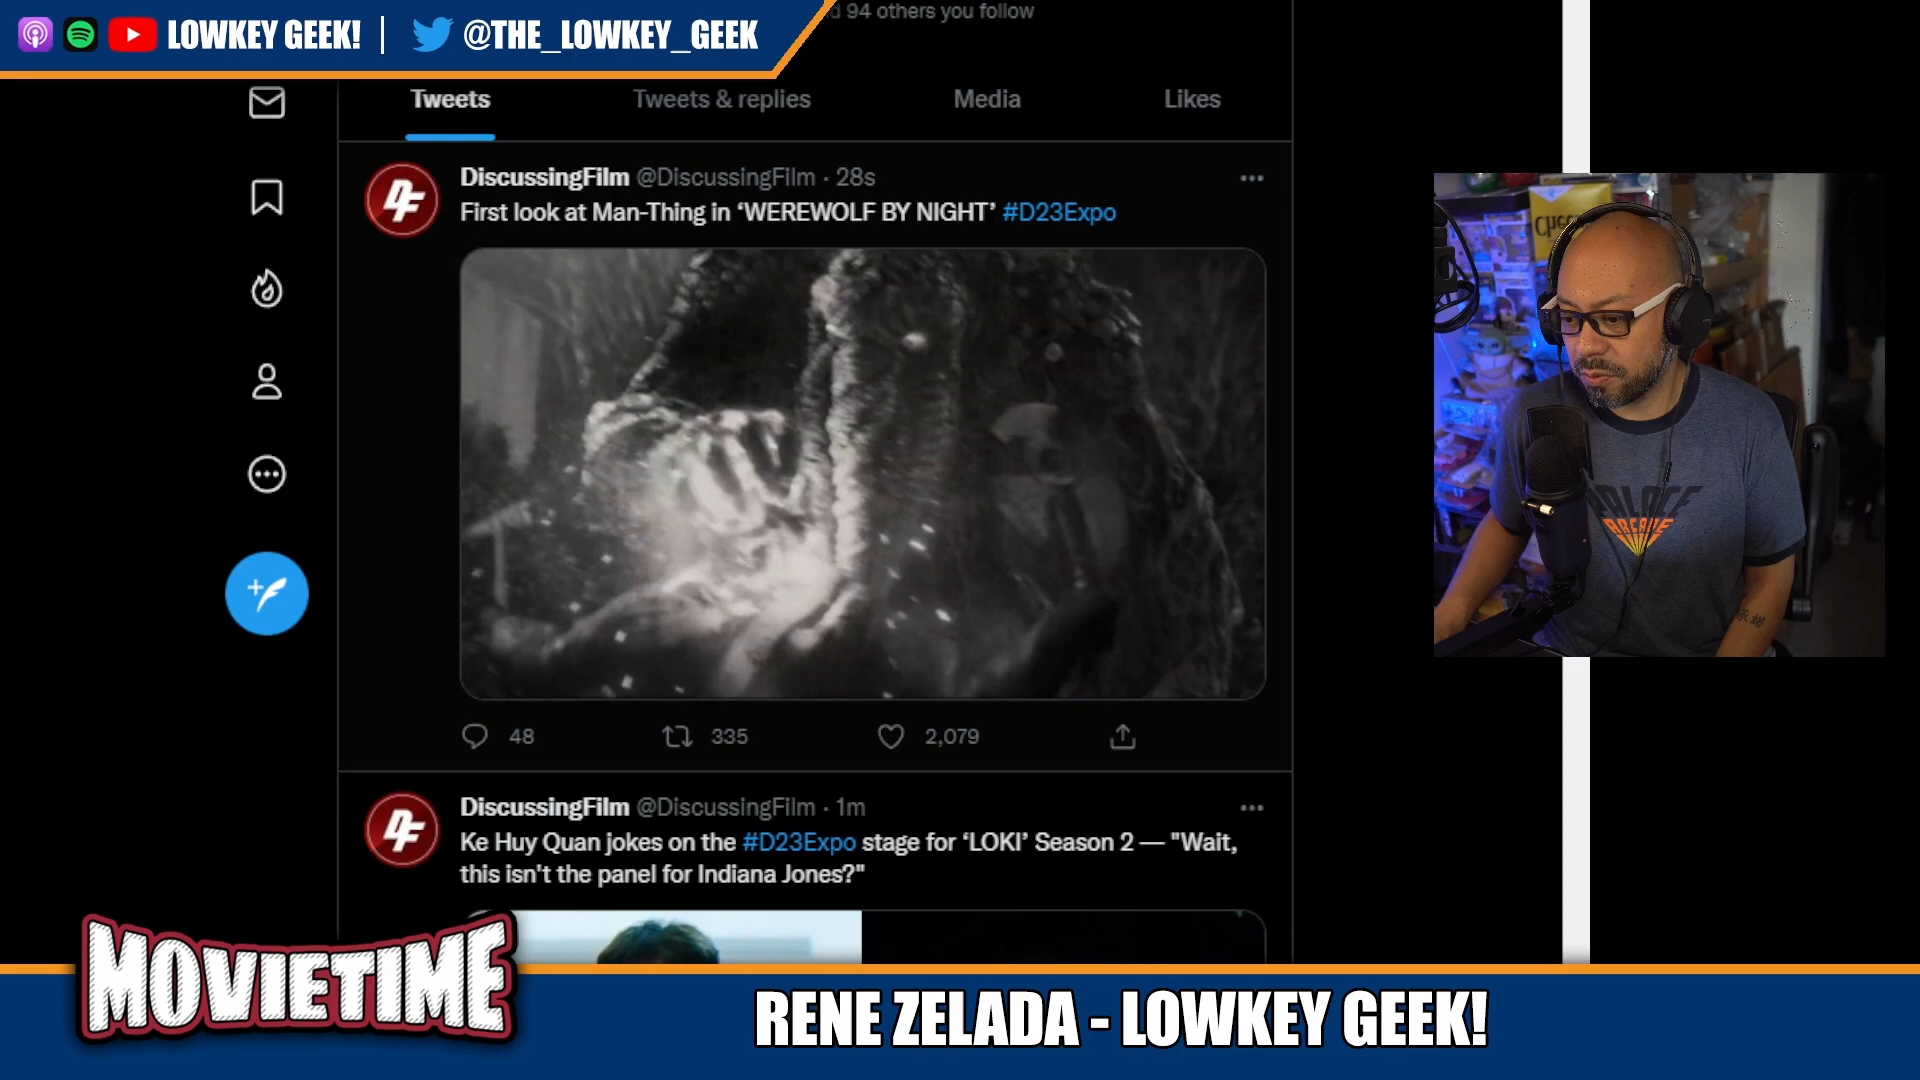 LOWKEY GEEK! | @THE_LOWKEY_GEEK
94 others you follow
Tweets
Tweets & replies
Media
Likes
DiscussingFilm @DiscussingFilm · 28s
First look at Man-Thing in ‘WEREWOLF BY NIGHT’ #D23Expo
48
335
2,079
DiscussingFilm @DiscussingFilm · 1m
Ke Huy Quan jokes on the #D23Expo stage for ‘LOKI’ Season 2 — "Wait,
this isn't the panel for Indiana Jones?"
PALACE
ARCADE
MOVIETIME
RENE ZELADA - LOWKEY GEEK!